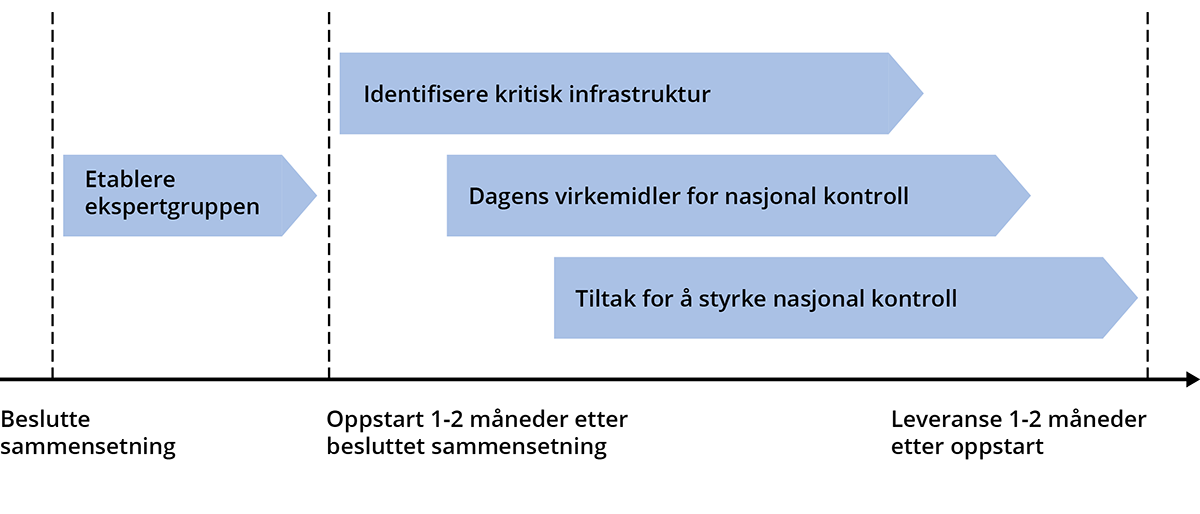 Identifisere kritisk infrastruktur
Etablere
ekspertgruppen
Dagens virkemidler for nasjonal kontroll
Tiltak for å styrke nasjonal kontroll
Beslutte
sammensetning
Oppstart 1-2 måneder etter
besluttet sammensetning
Leveranse 1-2 måneder
etter oppstart